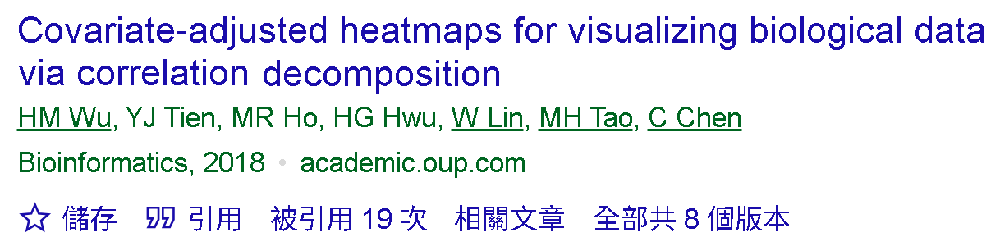 Covariate-adjusted heatmaps for visualizing biological data
via correlation decomposition
HM Wu, YJ Tien, MR Ho, HG Hwu, W Lin, MH Tao, C Chen
Bioinformatics, 2018 • academic.oup.com
儲存 引用 被引用 19 次 相關文章 全部共 8 個版本